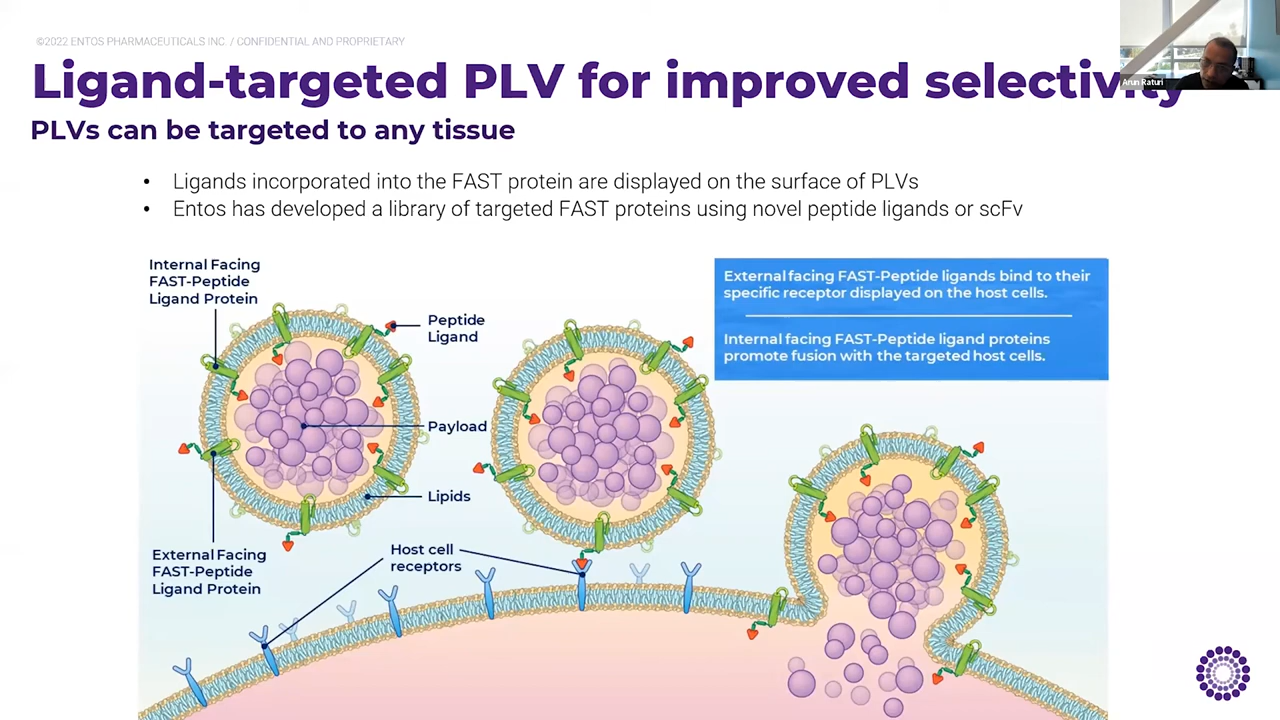 ©2022 ENTOS PHARMACEUTICALS INC. / CONFIDENTIAL AND PROPRIETARY
Arun Raturi
Ligand-targeted PLV for improved selectivity
PLVs can be targeted to any tissue
• Ligands incorporated into the FAST protein are displayed on the surface of PLVs
• Entos has developed a library of targeted FAST proteins using novel peptide ligands or scFv
Internal Facing
FAST-Peptide
Ligand Protein
Peptide
Ligand
Payload
Lipids
External Facing
FAST-Peptide
Ligand Protein
Host cell
receptors
External facing FAST-Peptide ligands bind to their
specific receptor displayed on the host cells.
Internal facing FAST-Peptide ligand proteins
promote fusion with the targeted host cells.